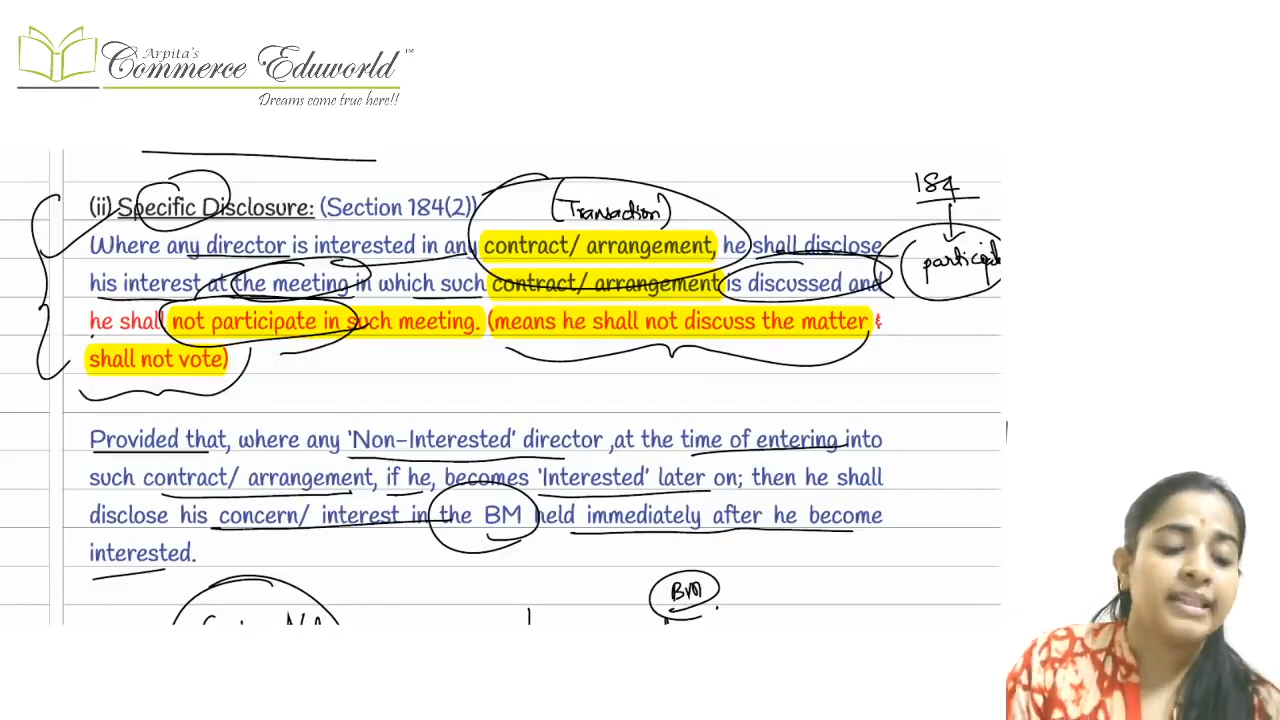 Arpita's
Commerce Eduworld™
Dreams come true here!!
184
(Transaction)
(ii) Specific Disclosure: (Section 184(2))
Where any director is interested in any contract/ arrangement, he shall disclose
his interest at the meeting in which such contract/ arrangement is discussed and
he shall not participate in such meeting. (means he shall not discuss the matter &
shall not vote)
Provided that, where any 'Non-Interested' director ,at the time of entering into
such contract/ arrangement, if he, becomes 'Interested' later on; then he shall
disclose his concern/ interest in the BM held immediately after he become
interested.
BM